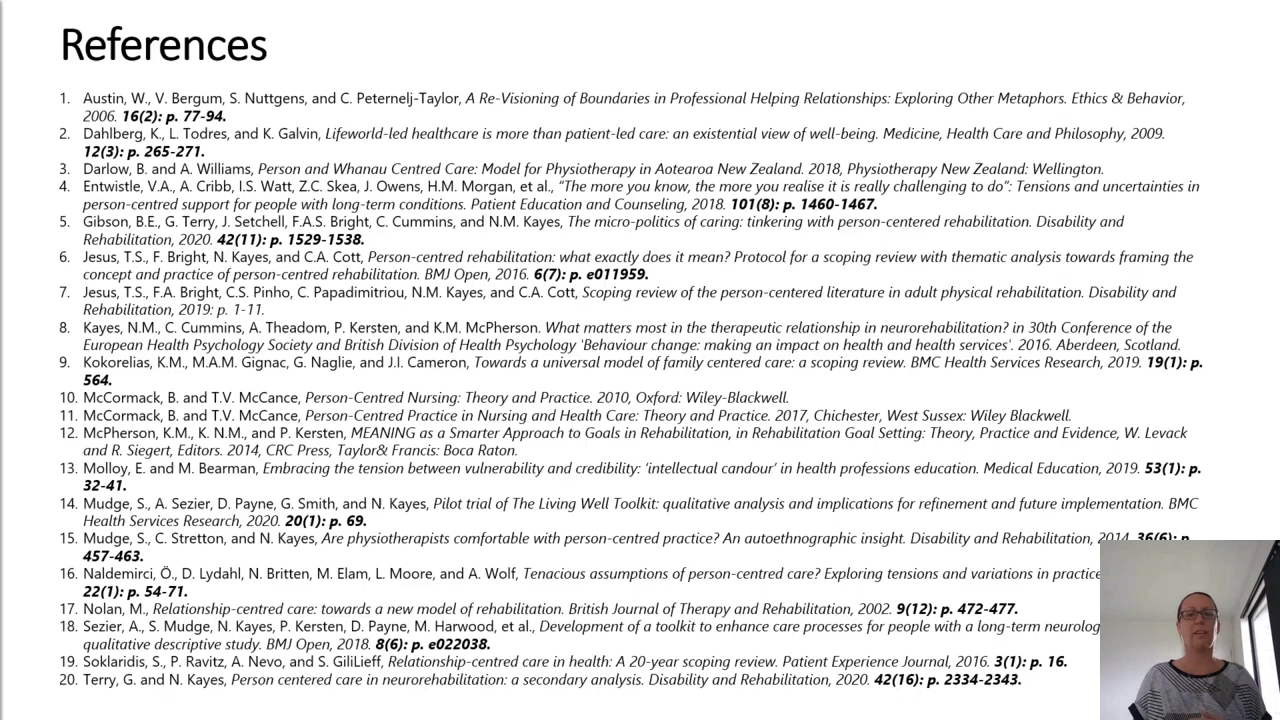 References
1. Austin, W., V. Bergum, S. Nuttgens, and C. Peternelj-Taylor, A Re-Visioning of Boundaries in Professional Helping Relationships: Exploring Other Metaphors. Ethics & Behavior,
2006. 16(2): p. 77-94.
2. Dahlberg, K., L. Todres, and K. Galvin, Lifeworld-led healthcare is more than patient-led care: an existential view of well-being. Medicine, Health Care and Philosophy, 2009.
12(3): p. 265-271.
3. Darlow, B. and A. Williams, Person and Whanau Centred Care: Model for Physiotherapy in Aotearoa New Zealand. 2018, Physiotherapy New Zealand: Wellington.
4. Entwistle, V.A., A. Cribb, I.S. Watt, Z.C. Skea, J. Owens, H.M. Morgan, et al., “The more you know, the more you realise it is really challenging to do”: Tensions and uncertainties in
person-centred support for people with long-term conditions. Patient Education and Counseling, 2018. 101(8): p. 1460-1467.
5. Gibson, B.E., G. Terry, J. Setchell, F.A.S. Bright, C. Cummins, and N.M. Kayes, The micro-politics of caring: tinkering with person-centered rehabilitation. Disability and
Rehabilitation, 2020. 42(11): p. 1529-1538.
6. Jesus, T.S., F. Bright, N. Kayes, and C.A. Cott, Person-centred rehabilitation: what exactly does it mean? Protocol for a scoping review with thematic analysis towards framing the
concept and practice of person-centred rehabilitation. BMJ Open, 2016. 6(7): p. e011959.
7. Jesus, T.S., F.A. Bright, C.S. Pinho, C. Papadimitriou, N.M. Kayes, and C.A. Cott, Scoping review of the person-centered literature in adult physical rehabilitation. Disability and
Rehabilitation, 2019: p. 1-11.
8. Kayes, N.M., C. Cummins, A. Theadom, P. Kersten, and K.M. McPherson. What matters most in the therapeutic relationship in neurorehabilitation? in 30th Conference of the
European Health Psychology Society and British Division of Health Psychology 'Behaviour change: making an impact on health and health services'. 2016. Aberdeen, Scotland.
9. Kokorelias, K.M., M.A.M. Gignac, G. Naglie, and J.I. Cameron, Towards a universal model of family centered care: a scoping review. BMC Health Services Research, 2019. 19(1): p.
564.
10. McCormack, B. and T.V. McCance, Person-Centred Nursing: Theory and Practice. 2010, Oxford: Wiley-Blackwell.
11. McCormack, B. and T.V. McCance, Person-Centred Practice in Nursing and Health Care: Theory and Practice. 2017, Chichester, West Sussex: Wiley Blackwell.
12. McPherson, K.M., K. N.M., and P. Kersten, MEANING as a Smarter Approach to Goals in Rehabilitation, in Rehabilitation Goal Setting: Theory, Practice and Evidence, W. Levack
and R. Siegert, Editors. 2014, CRC Press, Taylor& Francis: Boca Raton.
13. Molloy, E. and M. Bearman, Embracing the tension between vulnerability and credibility: ‘intellectual candour’ in health professions education. Medical Education, 2019. 53(1): p.
32-41.
14. Mudge, S., A. Sezier, D. Payne, G. Smith, and N. Kayes, Pilot trial of The Living Well Toolkit: qualitative analysis and implications for refinement and future implementation. BMC
Health Services Research, 2020. 20(1): p. 69.
15. Mudge, S., C. Stretton, and N. Kayes, Are physiotherapists comfortable with person-centred practice? An autoethnographic insight. Disability and Rehabilitation, 2014. 36(6): p.
457-463.
16. Naldemirci, Ö., D. Lydahl, N. Britten, M. Elam, L. Moore, and A. Wolf, Tenacious assumptions of person-centred care? Exploring tensions and variations in practice
22(1): p. 54-71.
17. Nolan, M., Relationship-centred care: towards a new model of rehabilitation. British Journal of Therapy and Rehabilitation, 2002. 9(12): p. 472-477.
18. Sezier, A., S. Mudge, N. Kayes, P. Kersten, D. Payne, M. Harwood, et al., Development of a toolkit to enhance care processes for people with a long-term neurolog
qualitative descriptive study. BMJ Open, 2018. 8(6): p. e022038.
19. Soklaridis, S., P. Ravitz, A. Nevo, and S. GiliLieff, Relationship-centred care in health: A 20-year scoping review. Patient Experience Journal, 2016. 3(1): p. 16.
20. Terry, G. and N. Kayes, Person centered care in neurorehabilitation: a secondary analysis. Disability and Rehabilitation, 2020. 42(16): p. 2334-2343.